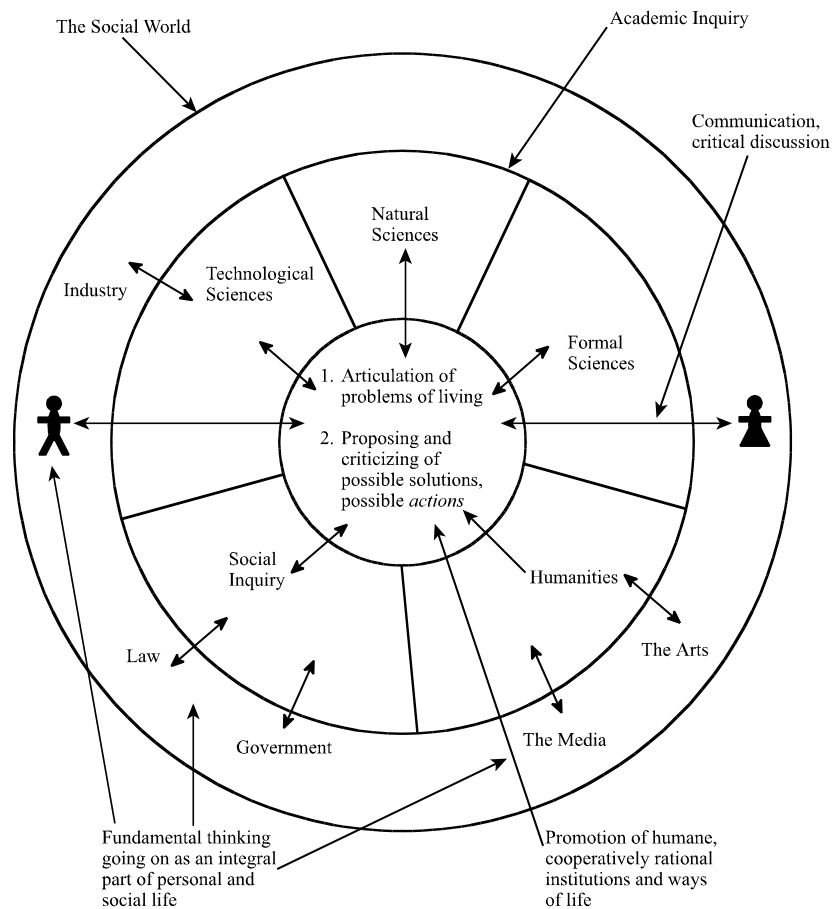 The Social World
Academic Inquiry
Communication,
critical discussion
Natural
Sciences
Technological
Sciences
Industry
Formal
Sciences
1. Articulation of
problems of living
2. Proposing and
criticizing of
possible solutions,
possible actions
Social
Inquiry
Humanities
Law
The Arts
Government
The Media
Fundamental thinking
going on as an integral
part of personal and
social life
Promotion of humane,
cooperatively rational
institutions and ways
of life